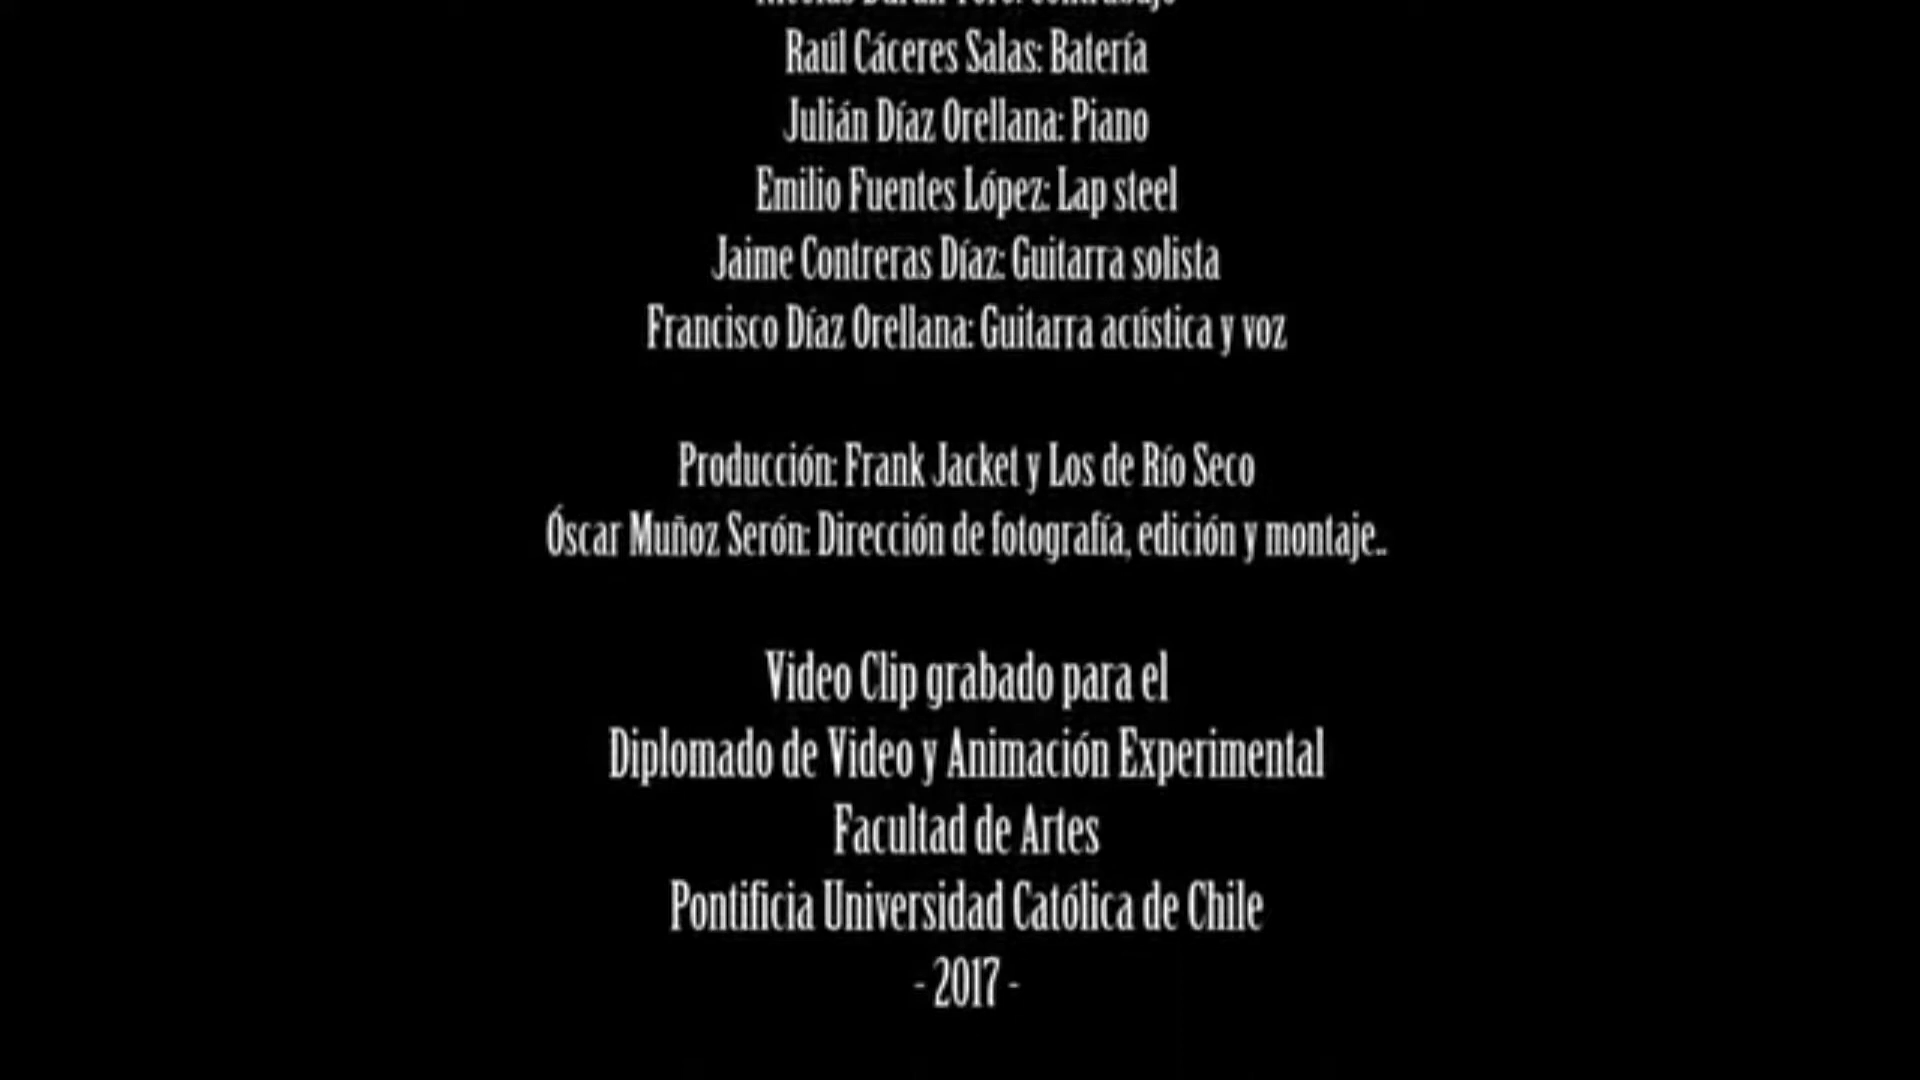 Raúl Cáceres Salas: Batería
Julián Díaz Orellana: Piano
Emilio Fuentes López: Lap steel
Jaime Contreras Díaz: Guitarra solista
Francisco Díaz Orellana: Guitarra acústica y voz
Producción: Frank Jacket y Los de Río Seco
Óscar Muñoz Serón: Dirección de fotografía, edición y montaje..
Video Clip grabado para el
Diplomado de Video y Animación Experimental
Facultad de Artes
Pontificia Universidad Católica de Chile
- 2017 -